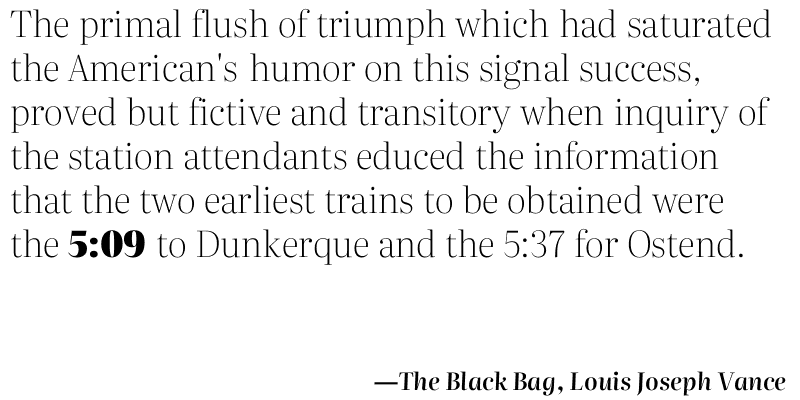 The primal flush of triumph which had saturated
the American's humor on this signal success,
proved but fictive and transitory when inquiry of
the station attendants educed the information
that the two earliest trains to be obtained were
the 5:09 to Dunkerque and the 5:37 for Ostend.
—The Black Bag, Louis Joseph Vance